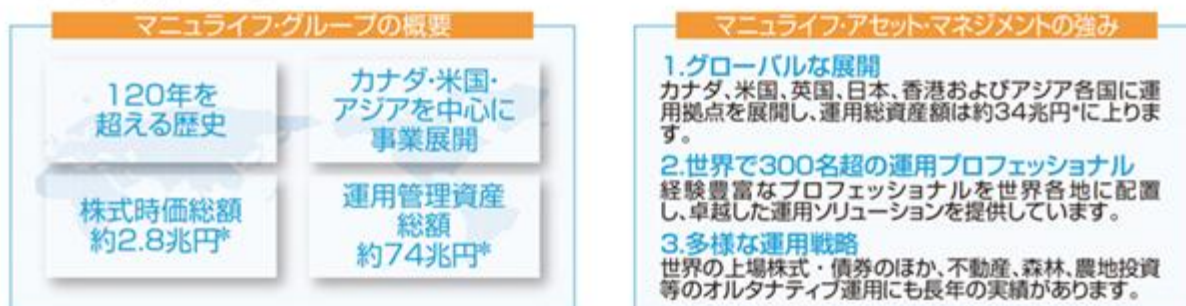 マニュライフ・グループの概要
120年を
超える歴史
カナダ・米国・
アジアを中心に
事業展開
株式時価総額
約2.8兆円*
運用管理資産
総額
約74兆円*
マニュライフ・アセット・マネジメントの強み
1.グローバルな展開
カナダ、米国、英国、日本、香港およびアジア各国に運
用拠点を展開し、運用総資産額は約34兆円*に上りま
す。
2.世界で300名超の運用プロフェッショナル
経験豊富なプロフェッショナルを世界各地に配置
し、卓越した運用ソリューションを提供しています。
3.多様な運用戦略
世界の上場株式・債券のほか、不動産、森林、農地投資
等のオルタナティブ運用にも長年の実績があります。